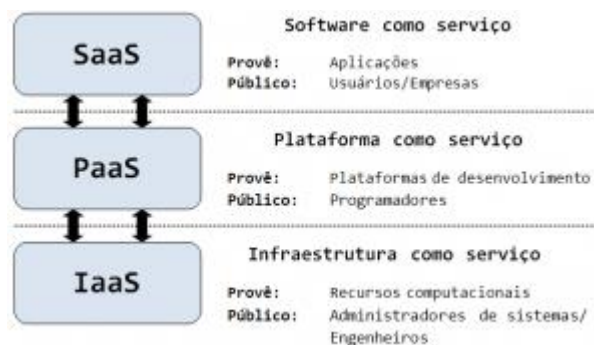 SaaS
Software como serviço
Provê: Aplicações
Público: Usuários/Empresas
PaaS
Plataforma como serviço
Provê: Plataformas de desenvolvimento
Público: Programadores
IaaS
Infraestrutura como serviço
Provê: Recursos computacionais
Público: Administradores de sistemas/
Engenheiros